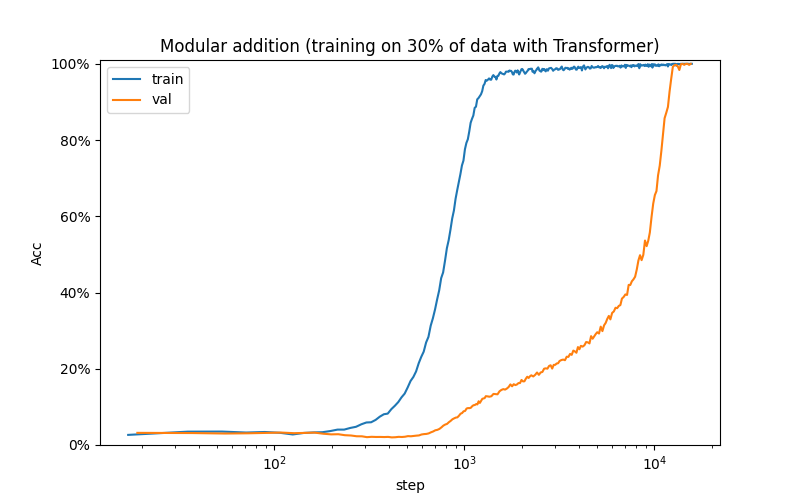 Modular addition (training on 30% of data with Transformer)
100%
80%
60%
40%
20%
0%
Acc
train
val
10²
10³
10⁴
step